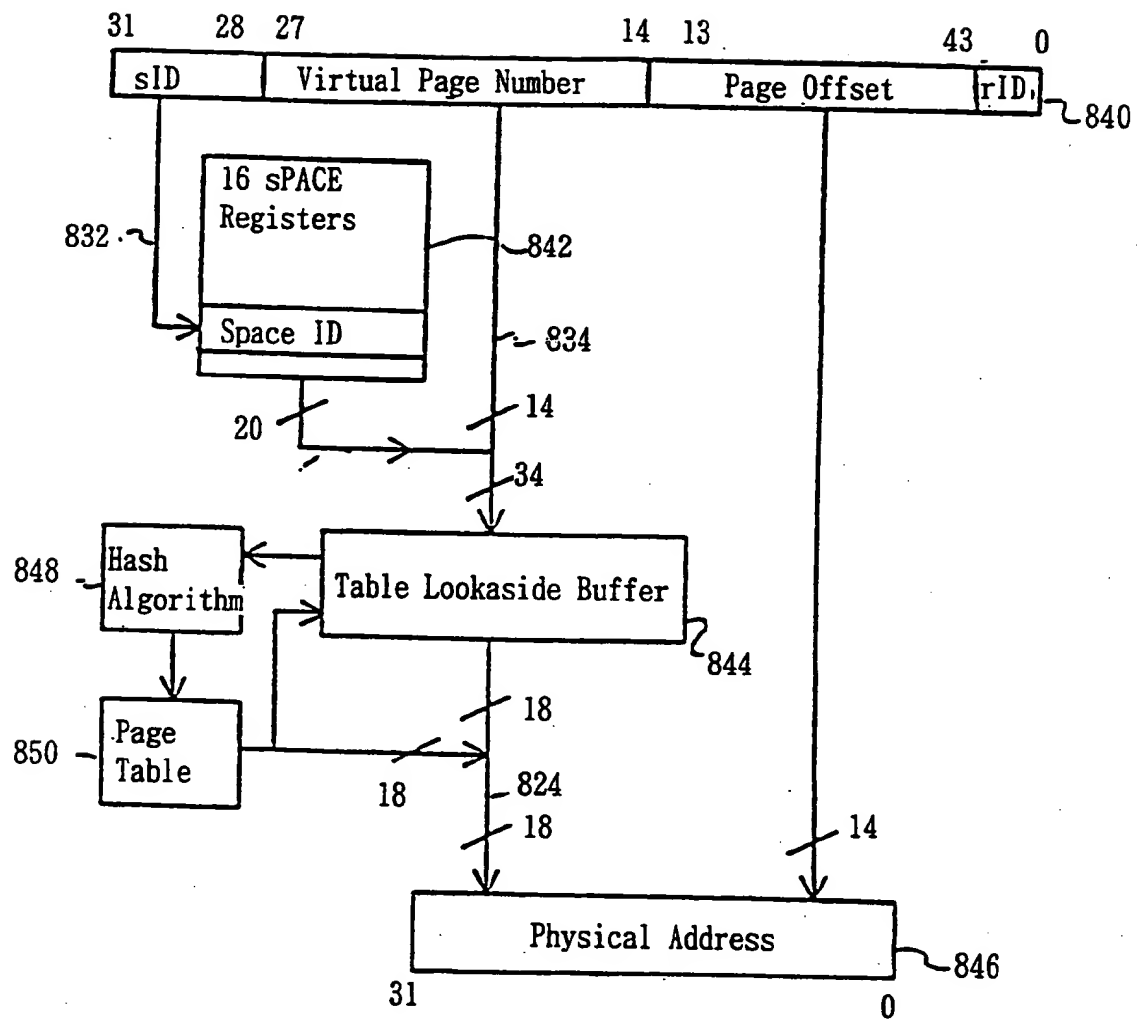 31 28 27 14 13 43 0
sID Virtual Page Number Page Offset rID
840
16 sPACE
Registers
832
842
Space ID
834
20
14
34
848
Hash
Algorithm
Table Lookaside Buffer
844
850
Page
Table
18
18
824
18
14
Physical Address
846
31
0